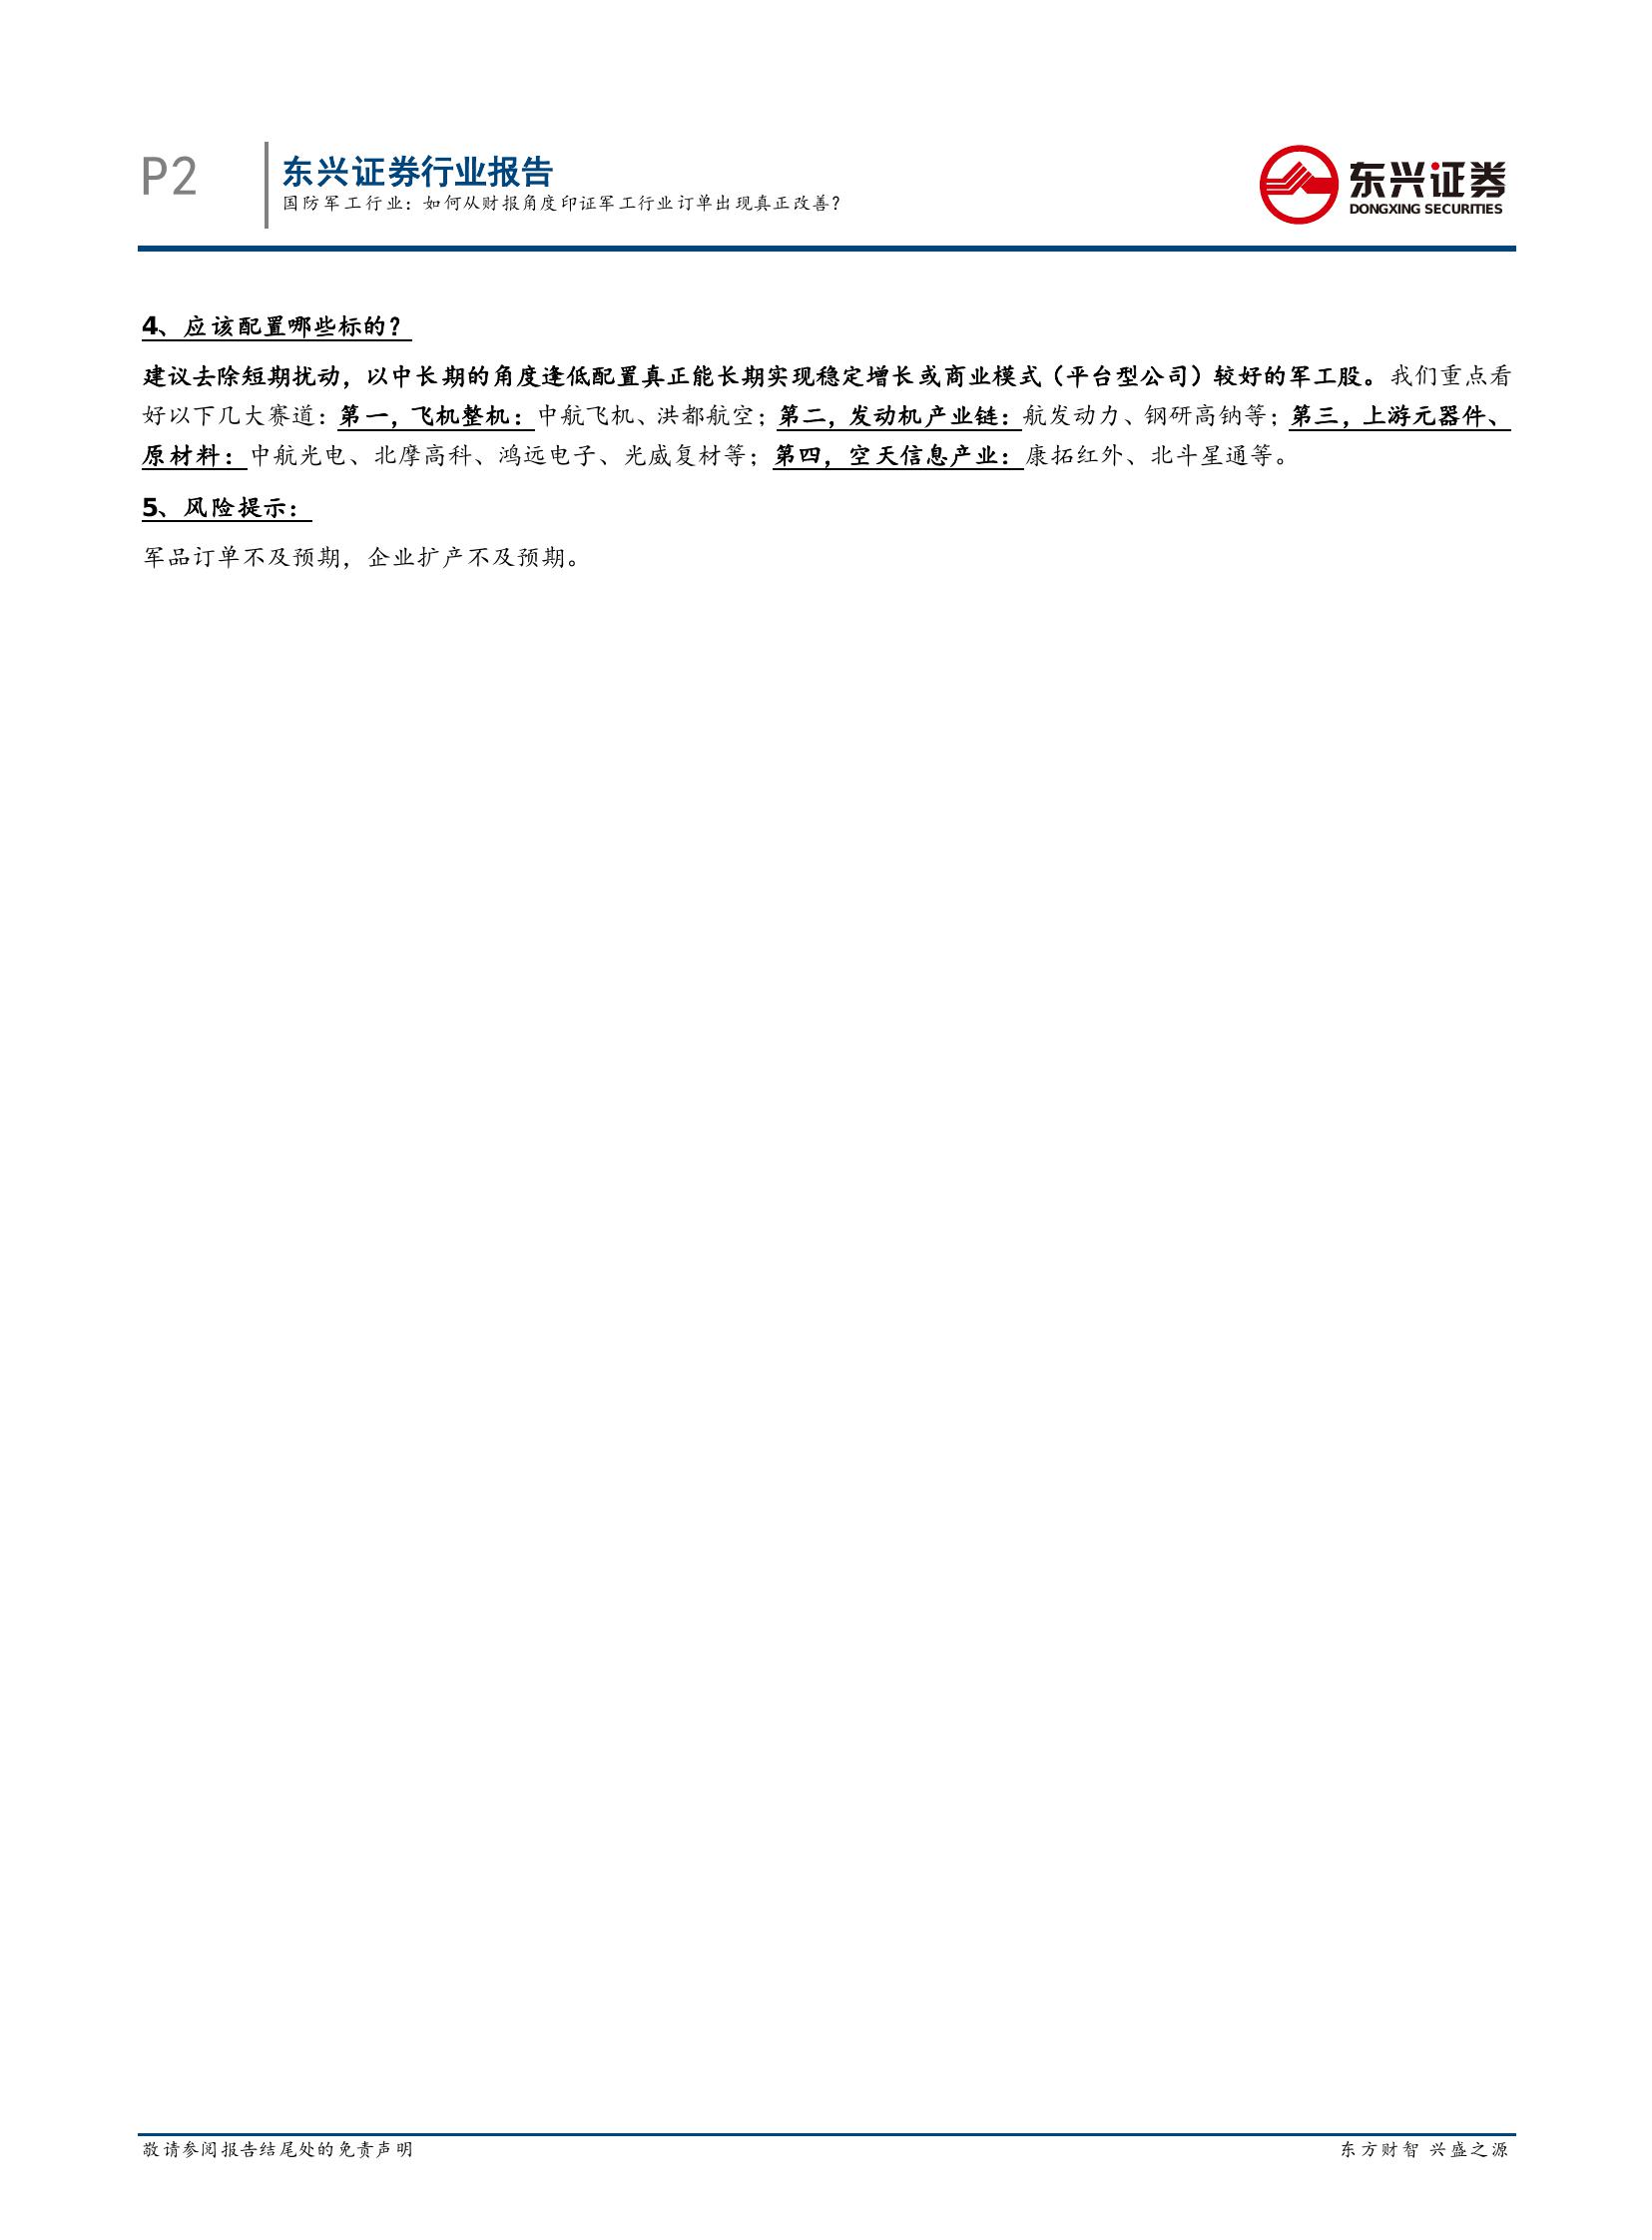 P2
东兴证券行业报告
国防军工行业：如何从财报角度印证军工行业订单出现真正改善？
东兴证券
DONGXING SECURITIES
4、应该配置哪些标的？
建议去除短期扰动，以中长期的角度逢低配置真正能长期实现稳定增长或商业模式（平台型公司）较好的军工股。我们重点看
好以下几大赛道：第一，飞机整机：中航飞机、洪都航空；第二，发动机产业链：航发动力、钢研高钠等；第三，上游元器件、
原材料：中航光电、北摩高科、鸿远电子、光威复材等；第四，空天信息产业：康拓红外、北斗星通等。
5、风险提示：
军品订单不及预期，企业扩产不及预期。
敬请参阅报告结尾处的免责声明
东方财智 兴盛之源